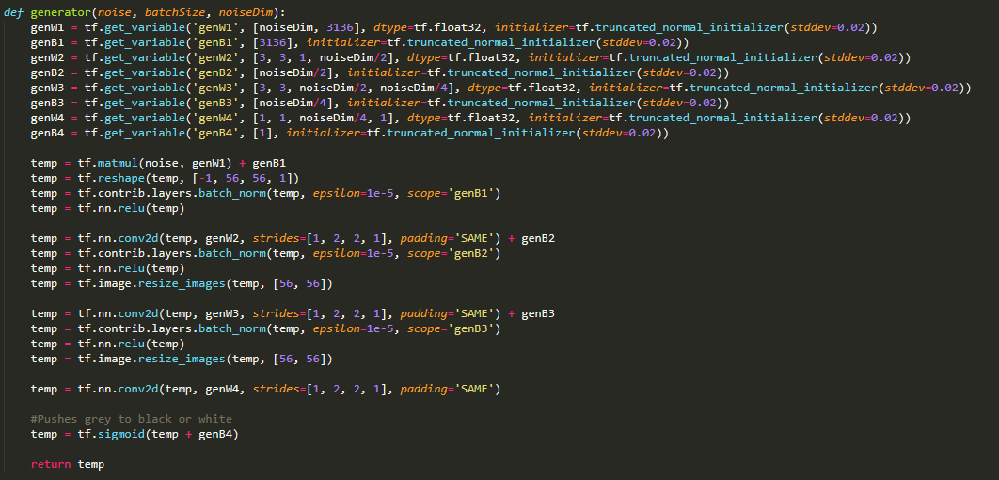 def generator(noise, batchSize, noiseDim):
    genW1 = tf.get_variable('genW1', [noiseDim, 3136], dtype=tf.float32, initializer=tf.truncated_normal_initializer(stddev=0.02))
    genB1 = tf.get_variable('genB1', [3136], initializer=tf.truncated_normal_initializer(stddev=0.02))
    genW2 = tf.get_variable('genW2', [3, 3, 1, noiseDim/2], dtype=tf.float32, initializer=tf.truncated_normal_initializer(stddev=0.02))
    genB2 = tf.get_variable('genB2', [noiseDim/2], initializer=tf.truncated_normal_initializer(stddev=0.02))
    genW3 = tf.get_variable('genW3', [3, 3, noiseDim/2, noiseDim/4], dtype=tf.float32, initializer=tf.truncated_normal_initializer(stddev=0.02))
    genB3 = tf.get_variable('genB3', [noiseDim/4], initializer=tf.truncated_normal_initializer(stddev=0.02))
    genW4 = tf.get_variable('genW4', [1, 1, noiseDim/4, 1], dtype=tf.float32, initializer=tf.truncated_normal_initializer(stddev=0.02))
    genB4 = tf.get_variable('genB4', [1], initializer=tf.truncated_normal_initializer(stddev=0.02))

    temp = tf.matmul(noise, genW1) + genB1
    temp = tf.reshape(temp, [-1, 56, 56, 1])
    temp = tf.contrib.layers.batch_norm(temp, epsilon=1e-5, scope='genB1')
    temp = tf.nn.relu(temp)

    temp = tf.nn.conv2d(temp, genW2, strides=[1, 2, 2, 1], padding='SAME') + genB2
    temp = tf.contrib.layers.batch_norm(temp, epsilon=1e-5, scope='genB2')
    temp = tf.nn.relu(temp)
    temp = tf.image.resize_images(temp, [56, 56])

    temp = tf.nn.conv2d(temp, genW3, strides=[1, 2, 2, 1], padding='SAME') + genB3
    temp = tf.contrib.layers.batch_norm(temp, epsilon=1e-5, scope='genB3')
    temp = tf.nn.relu(temp)
    temp = tf.image.resize_images(temp, [56, 56])

    temp = tf.nn.conv2d(temp, genW4, strides=[1, 2, 2, 1], padding='SAME')

    #Pushes grey to black or white
    temp = tf.sigmoid(temp + genB4)

    return temp